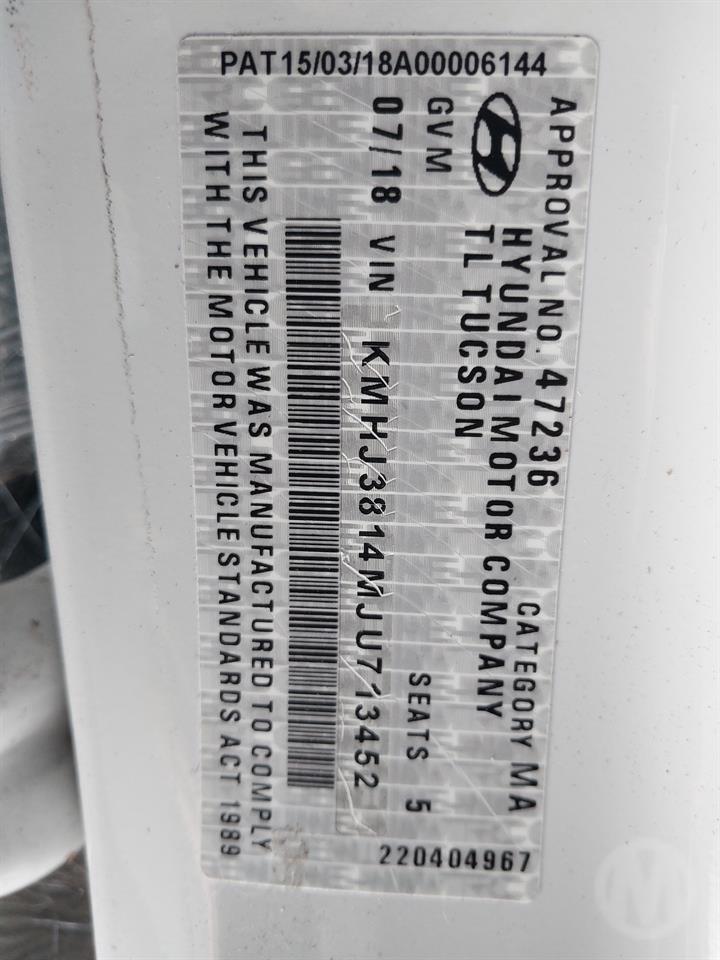 APPROVAL NO. 47236 CATEGORY MA
HYUNDAI MOTOR COMPANY
TL TUCSON
GVM SEATS 5
07/18 VIN KMHJ3814MJU713452
THIS VEHICLE WAS MANUFACTURED TO COMPLY
WITH THE MOTOR VEHICLE STANDARDS ACT 1989
PAT15/03/18A00006144
220404967
M